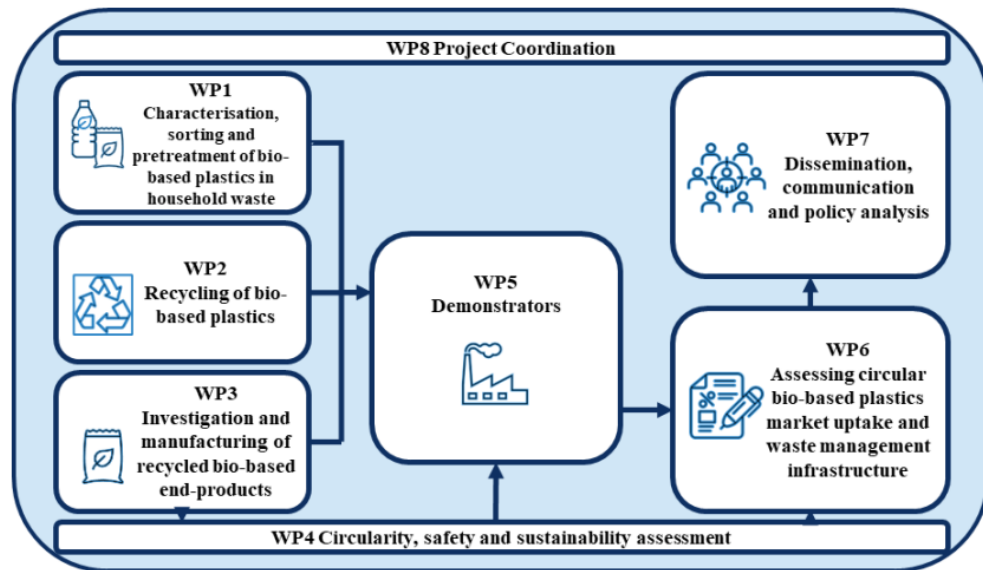 WP8 Project Coordination
WP1
Characterisation,
sorting and
pretreatment of bio-
based plastics in
household waste
WP2
Recycling of bio-
based plastics
WP3
Investigation and
manufacturing of
recycled bio-based
end-products
WP5
Demonstrators
WP7
Dissemination,
communication
and policy analysis
WP6
Assessing circular
bio-based plastics
market uptake and
waste management
infrastructure
WP4 Circularity, safety and sustainability assessment